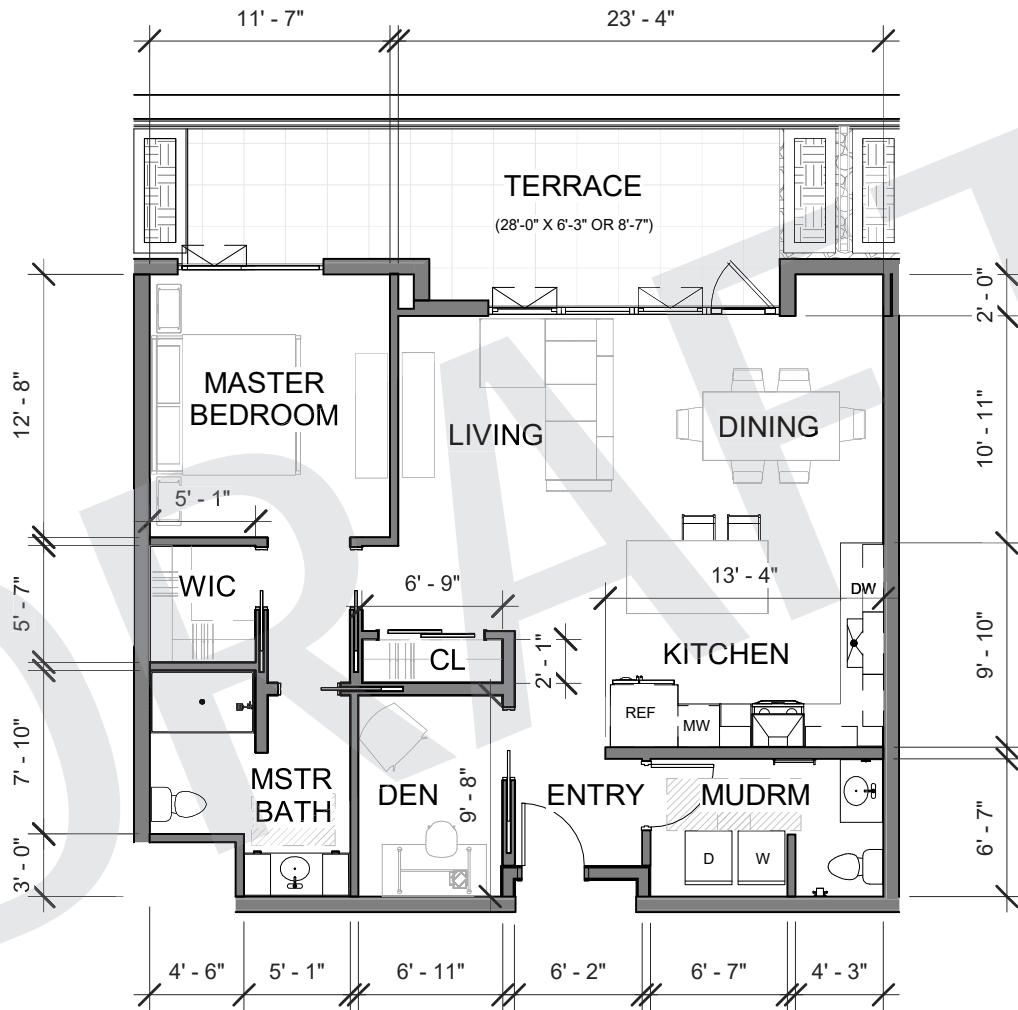 11' - 7"
23' - 4"
TERRACE
(28'-0" X 6'-3" OR 8'-7")
2' - 0"
12' - 8"
MASTER
BEDROOM
LIVING
DINING
10' - 11"
5' - 1"
5' - 7"
WIC
6' - 9"
13' - 4"
DW
CL
2' - 1"
KITCHEN
9' - 10"
REF
MW
7' - 10"
MSTR
BATH
DEN
9' - 8"
ENTRY
MUDRM
6' - 7"
D
W
3' - 0"
4' - 6"
5' - 1"
6' - 11"
6' - 2"
6' - 7"
4' - 3"
DRAFT